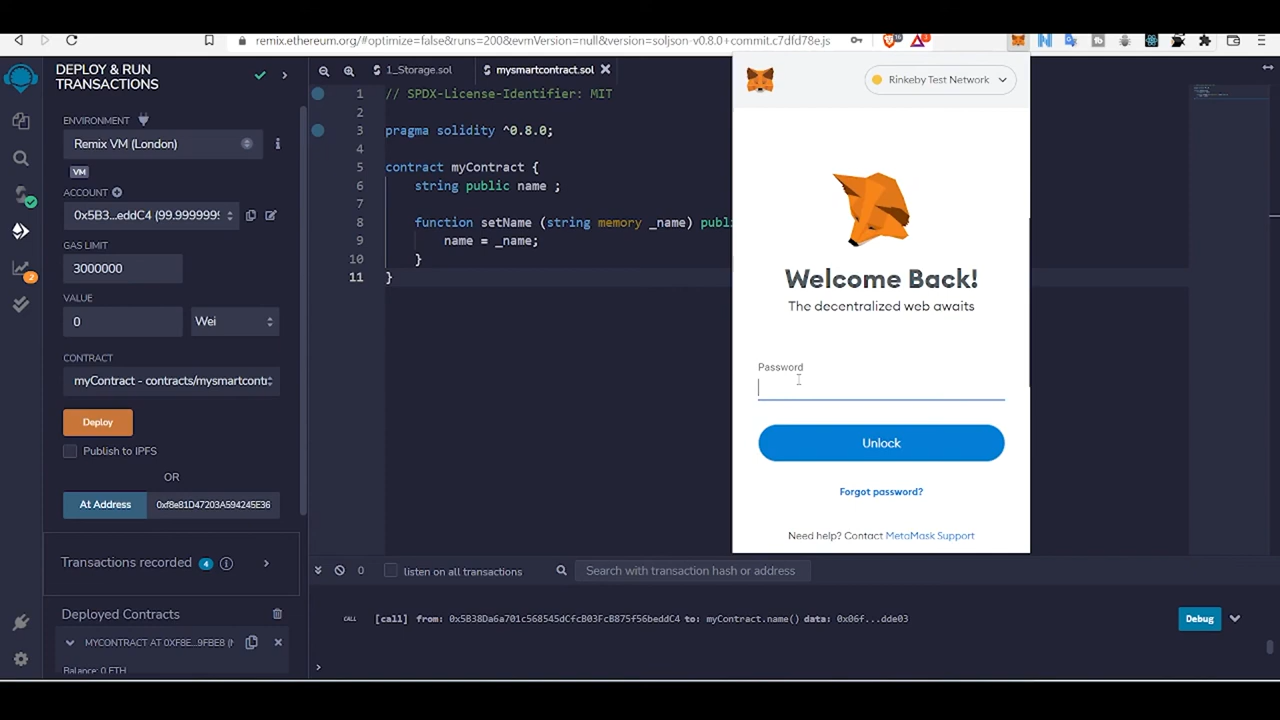 remix.ethereum.org/#optimize=false&runs=200&evmVersion=null&version=soljson-v0.8.0+commit.c7dfd78e.js
DEPLOY & RUN
TRANSACTIONS
ENVIRONMENT
Remix VM (London)
VM
ACCOUNT
0x5B3...eddC4 (99.9999999
GAS LIMIT
3000000
VALUE
0
Wei
CONTRACT
myContract - contracts/mysmartcontr
Deploy
Publish to IPFS
OR
At Address
0xf8e81D47203A594245E36
Transactions recorded 4
Deployed Contracts
MYCONTRACT AT 0XF8E...9FBE8 (M
Balance: 0 ETH
2
1_Storage.sol
mysmartcontract.sol
1 // SPDX-License-Identifier: MIT
2
3 pragma solidity ^0.8.0;
4
5 contract myContract {
6 string public name ;
7
8 function setName (string memory _name) publi
9 name = _name;
10 }
11 }
Rinkeby Test Network
Welcome Back!
The decentralized web awaits
Password
Unlock
Forgot password?
Need help? Contact MetaMask Support
0
listen on all transactions
Search with transaction hash or address
CALL [call] from: 0x5B38Da6a701c568545dCfcB03FcB875f56beddC4 to: myContract.name() data: 0x06f...dde03
Debug
>